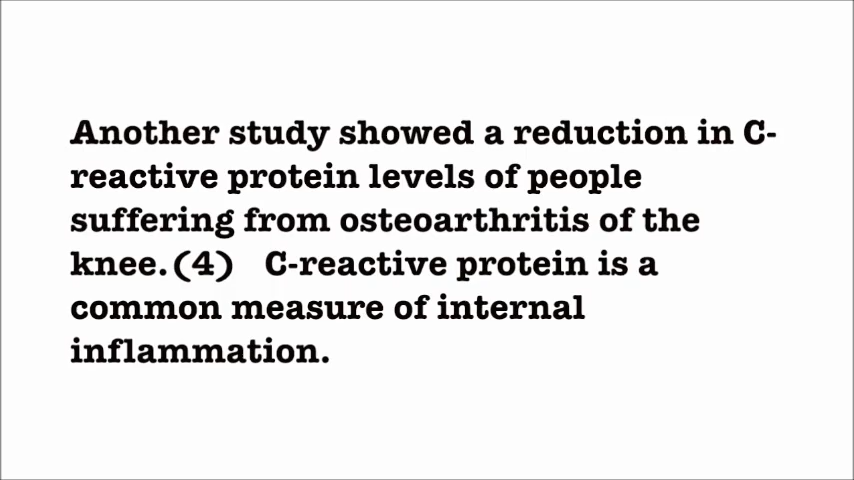 Another study showed a reduction in C-
reactive protein levels of people
suffering from osteoarthritis of the
knee.(4)   C-reactive protein is a
common measure of internal
inflammation.